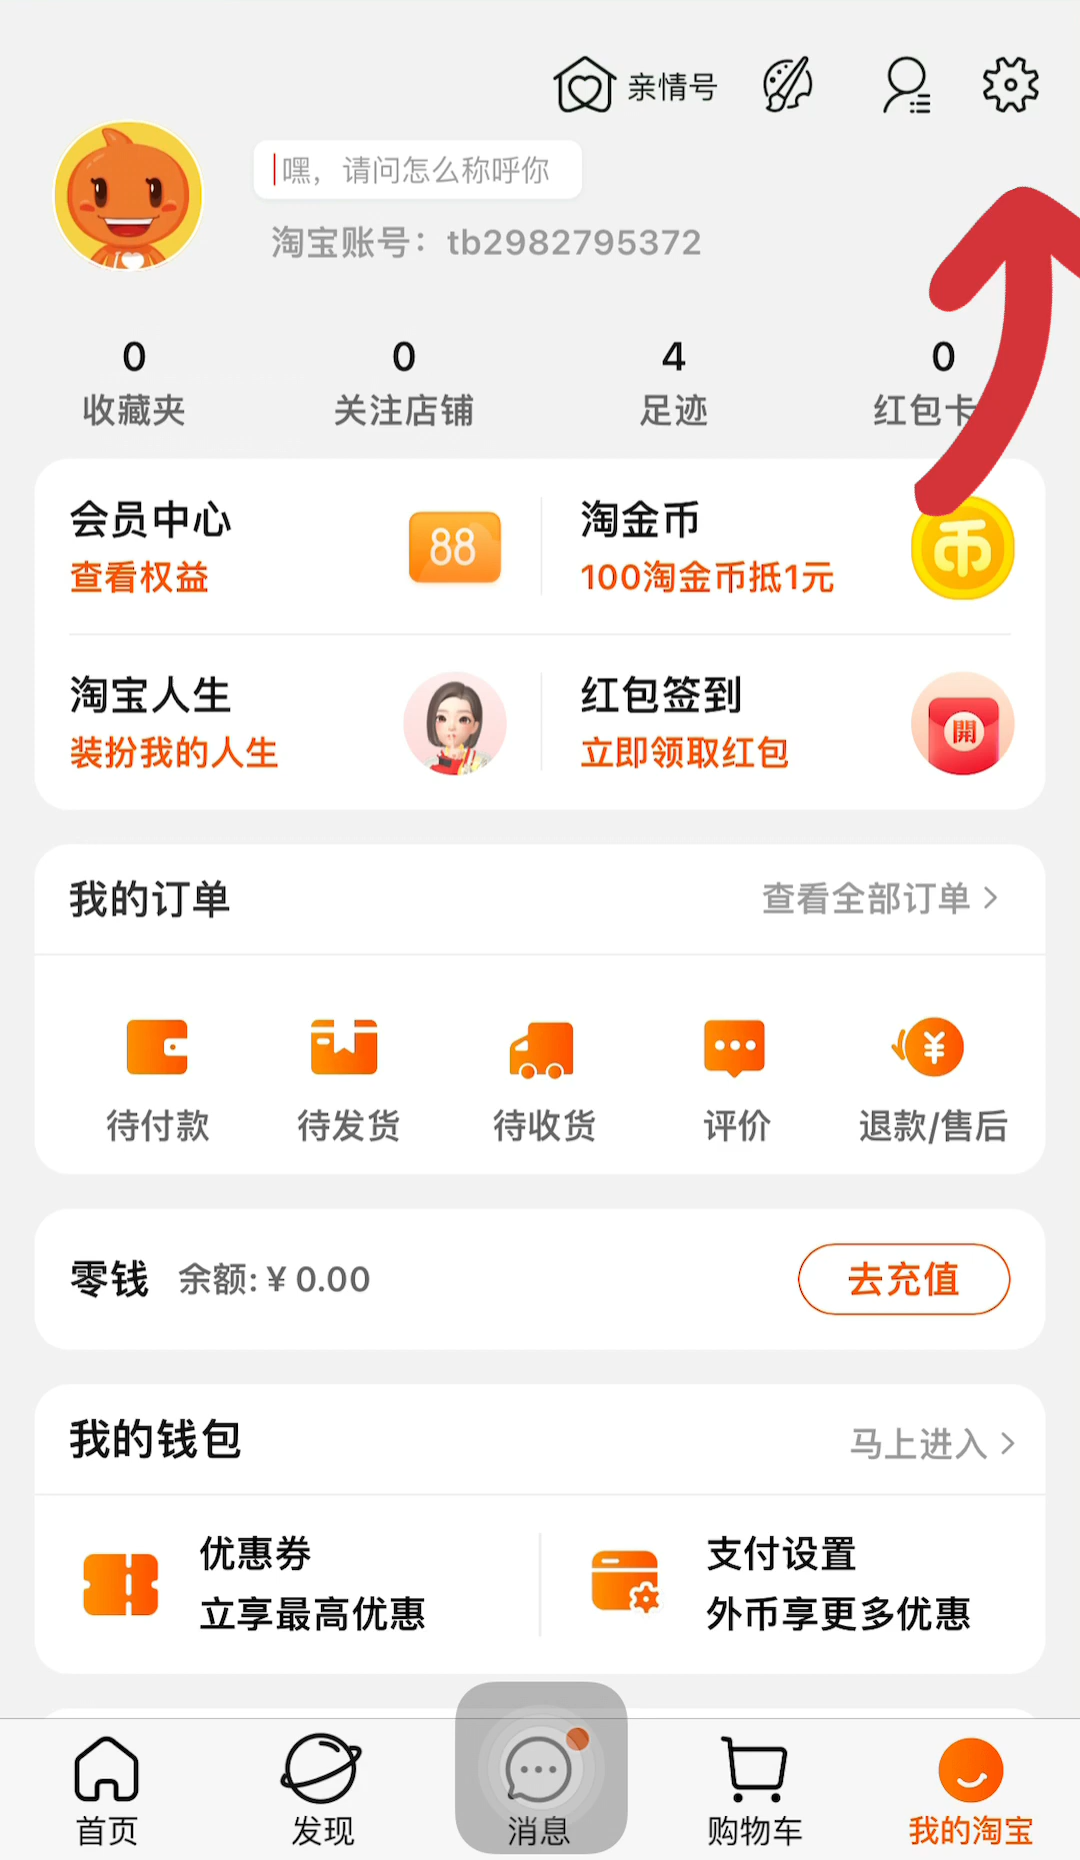 亲情号
嘿，请问怎么称呼你
淘宝账号：tb2982795372
0
0
4
0
收藏夹
关注店铺
足迹
红包卡
会员中心
查看权益
88
淘金币
100淘金币抵1元
币
淘宝人生
装扮我的人生
红包签到
立即领取红包
開
我的订单
查看全部订单 >
¥
待付款
待发货
待收货
评价
退款/售后
零钱 余额:¥0.00
去充值
我的钱包
马上进入 >
优惠券
立享最高优惠
支付设置
外币享更多优惠
首页
发现
消息
购物车
我的淘宝